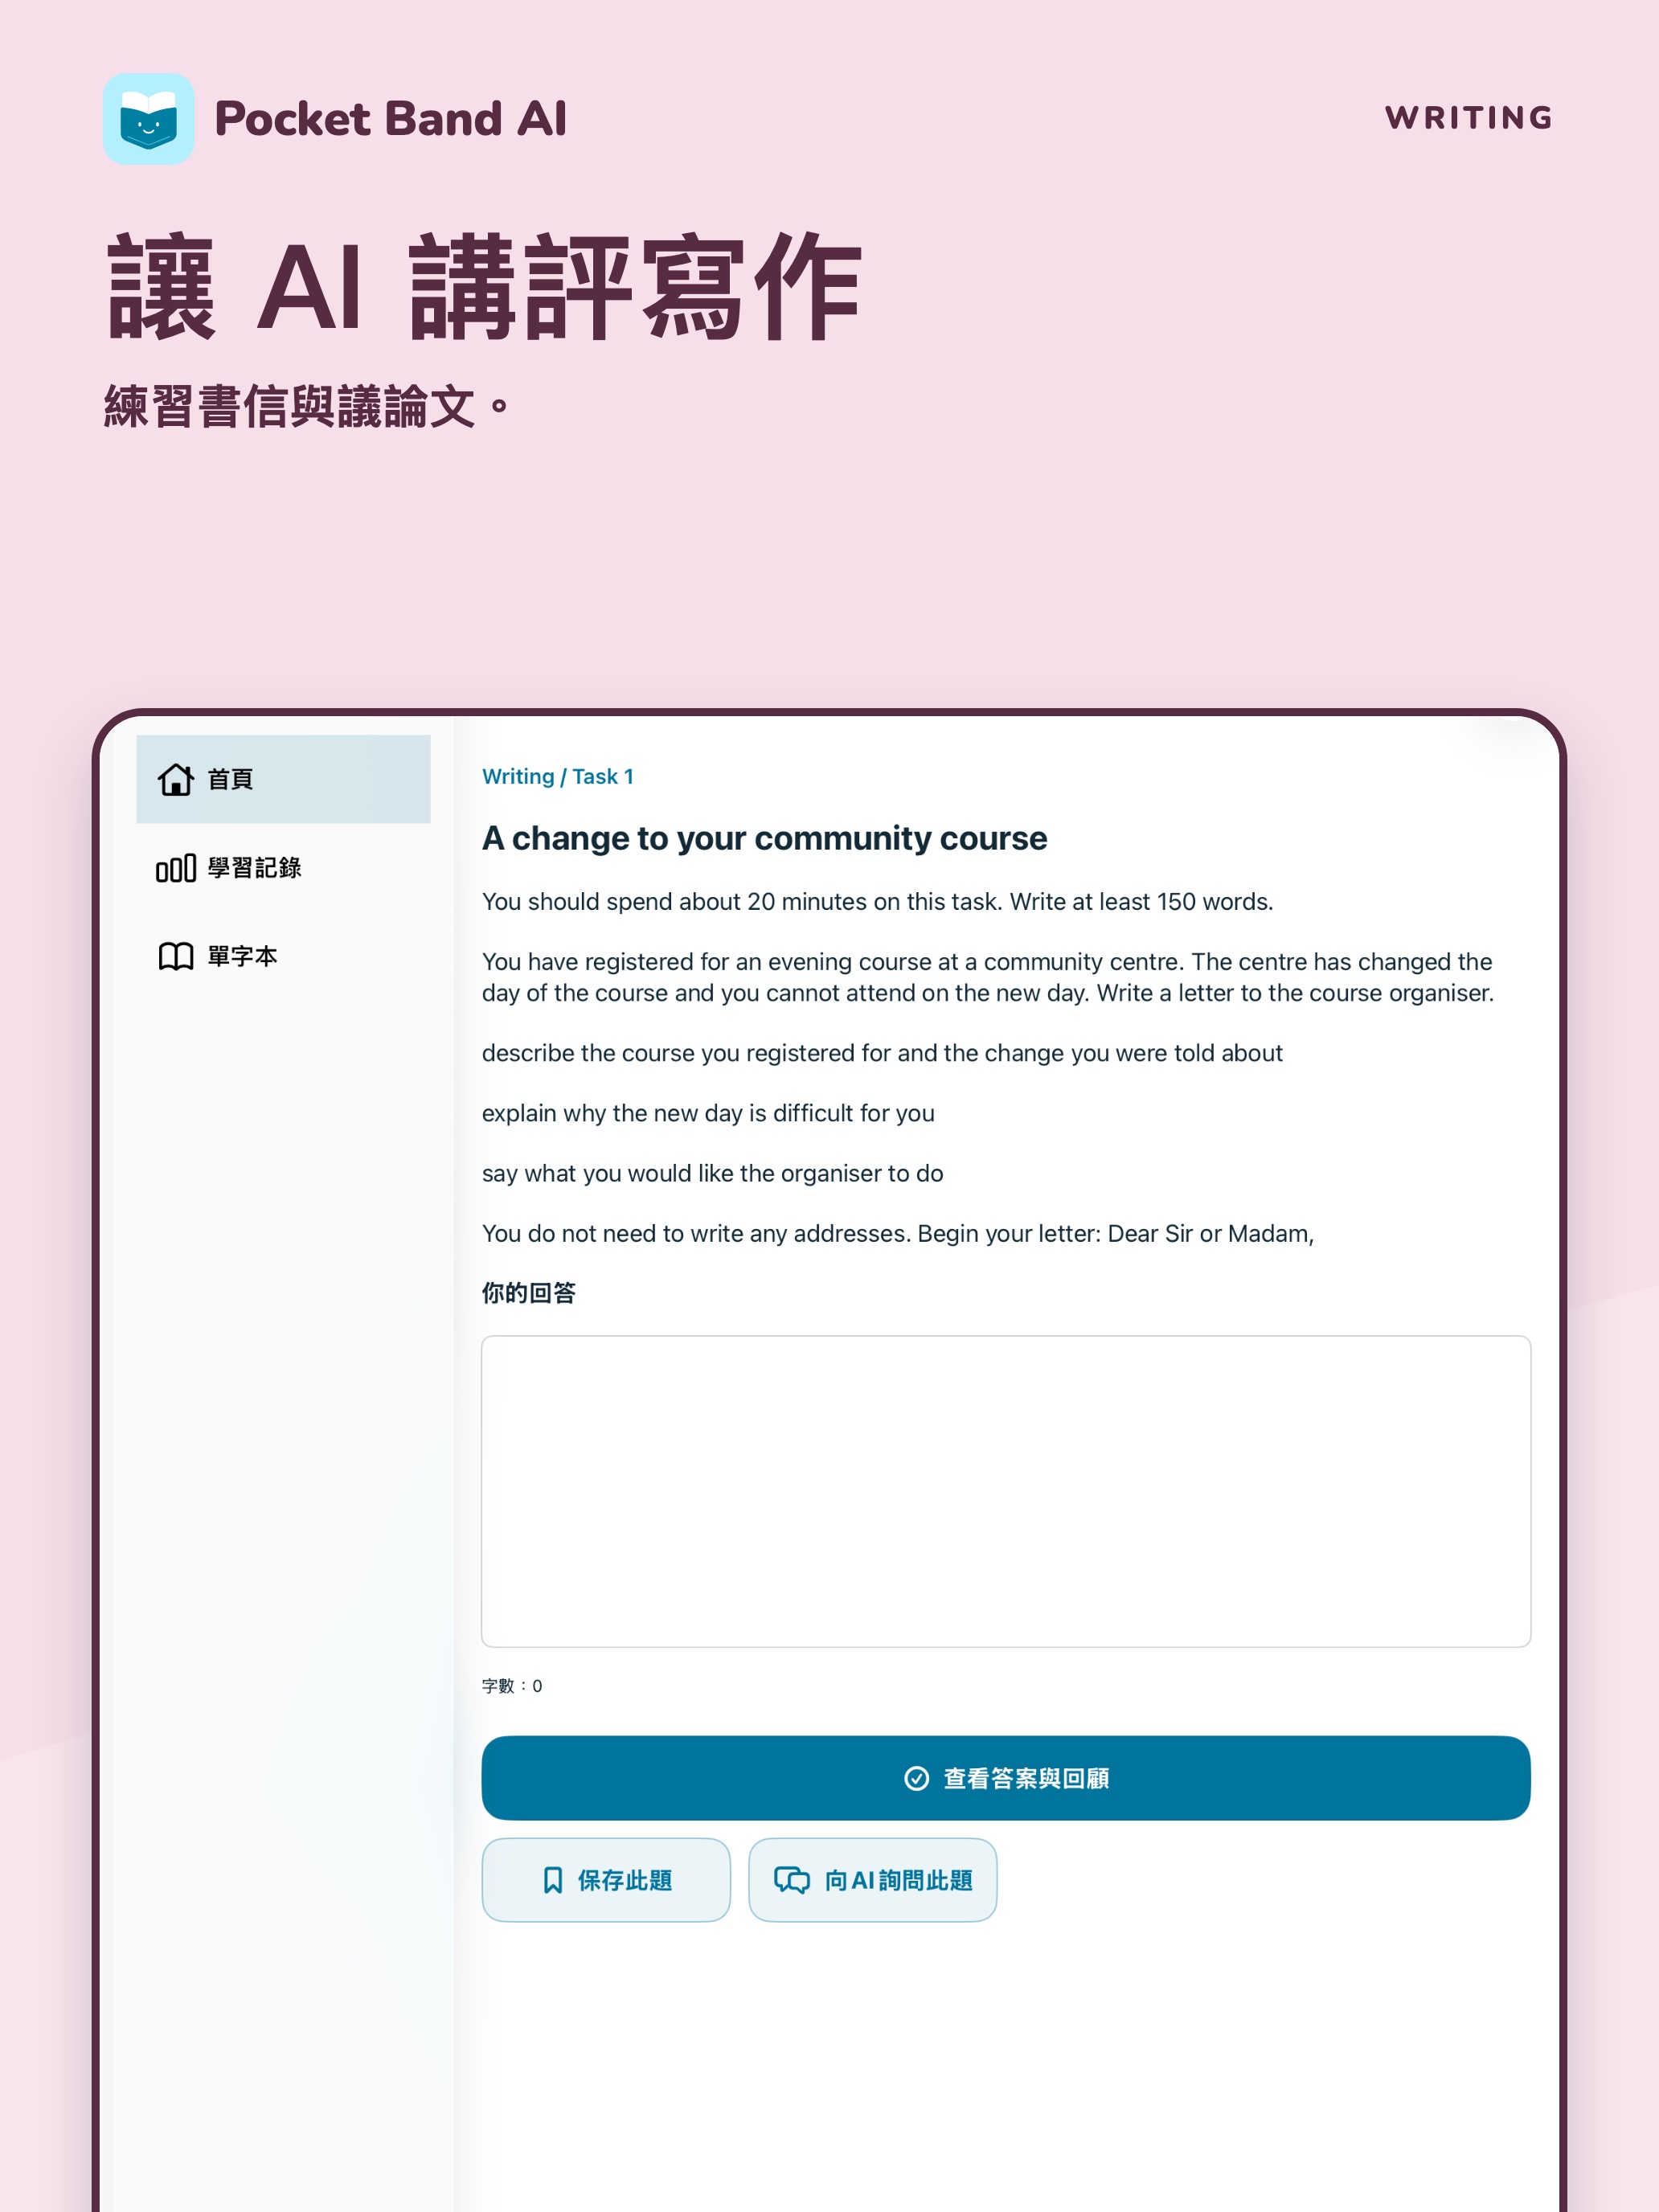 Pocket Band AI
WRITING
讓 AI 講評寫作
練習書信與議論文。
首頁
學習記錄
單字本
Writing / Task 1
A change to your community course
You should spend about 20 minutes on this task. Write at least 150 words.
You have registered for an evening course at a community centre. The centre has changed the
day of the course and you cannot attend on the new day. Write a letter to the course organiser.
describe the course you registered for and the change you were told about
explain why the new day is difficult for you
say what you would like the organiser to do
You do not need to write any addresses. Begin your letter: Dear Sir or Madam,
你的回答
字數：0
查看答案與回顧
保存此題
向 AI 詢問此題